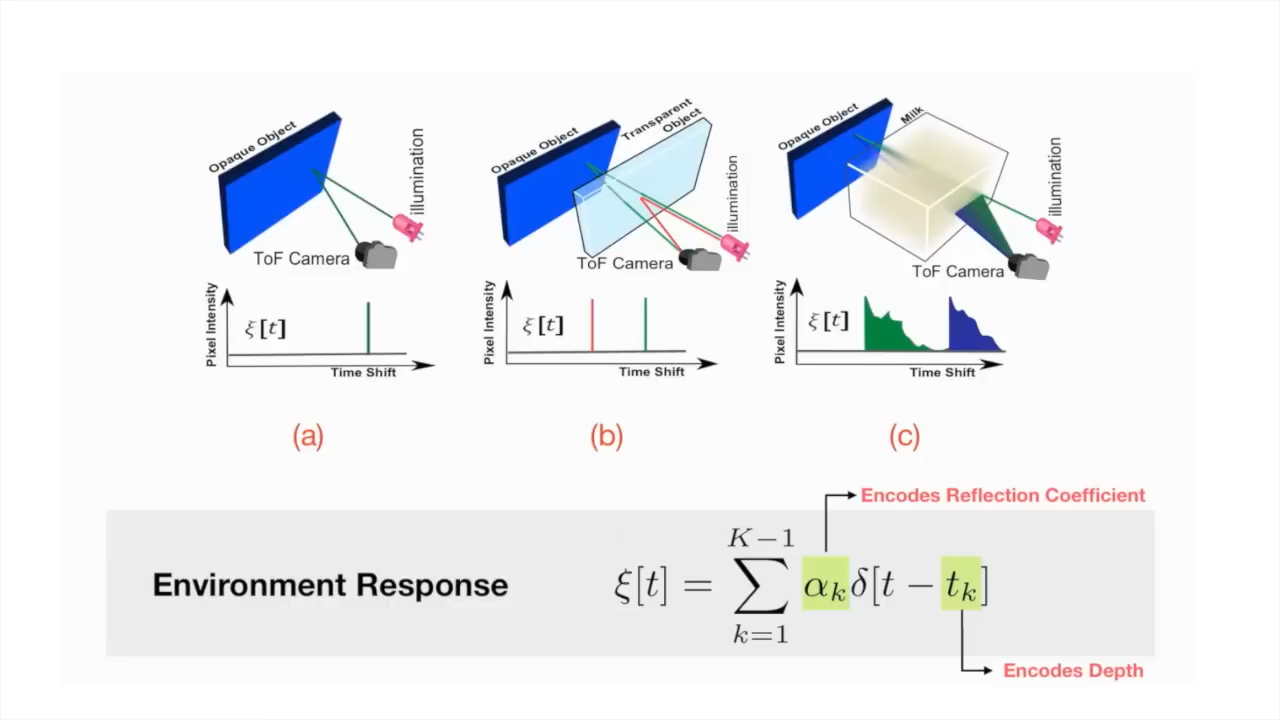 Opaque Object
illumination
ToF Camera
Pixel Intensity
ξ[t]
Time Shift
(a)
Opaque Object
Transparent
Object
illumination
ToF Camera
Pixel Intensity
ξ[t]
Time Shift
(b)
Opaque Object
Milk
illumination
ToF Camera
Pixel Intensity
ξ[t]
Time Shift
(c)
Encodes Reflection Coefficient
Environment Response
ξ[t] = ∑_{k=1}^{K−1} α_k δ[t − t_k]
Encodes Depth